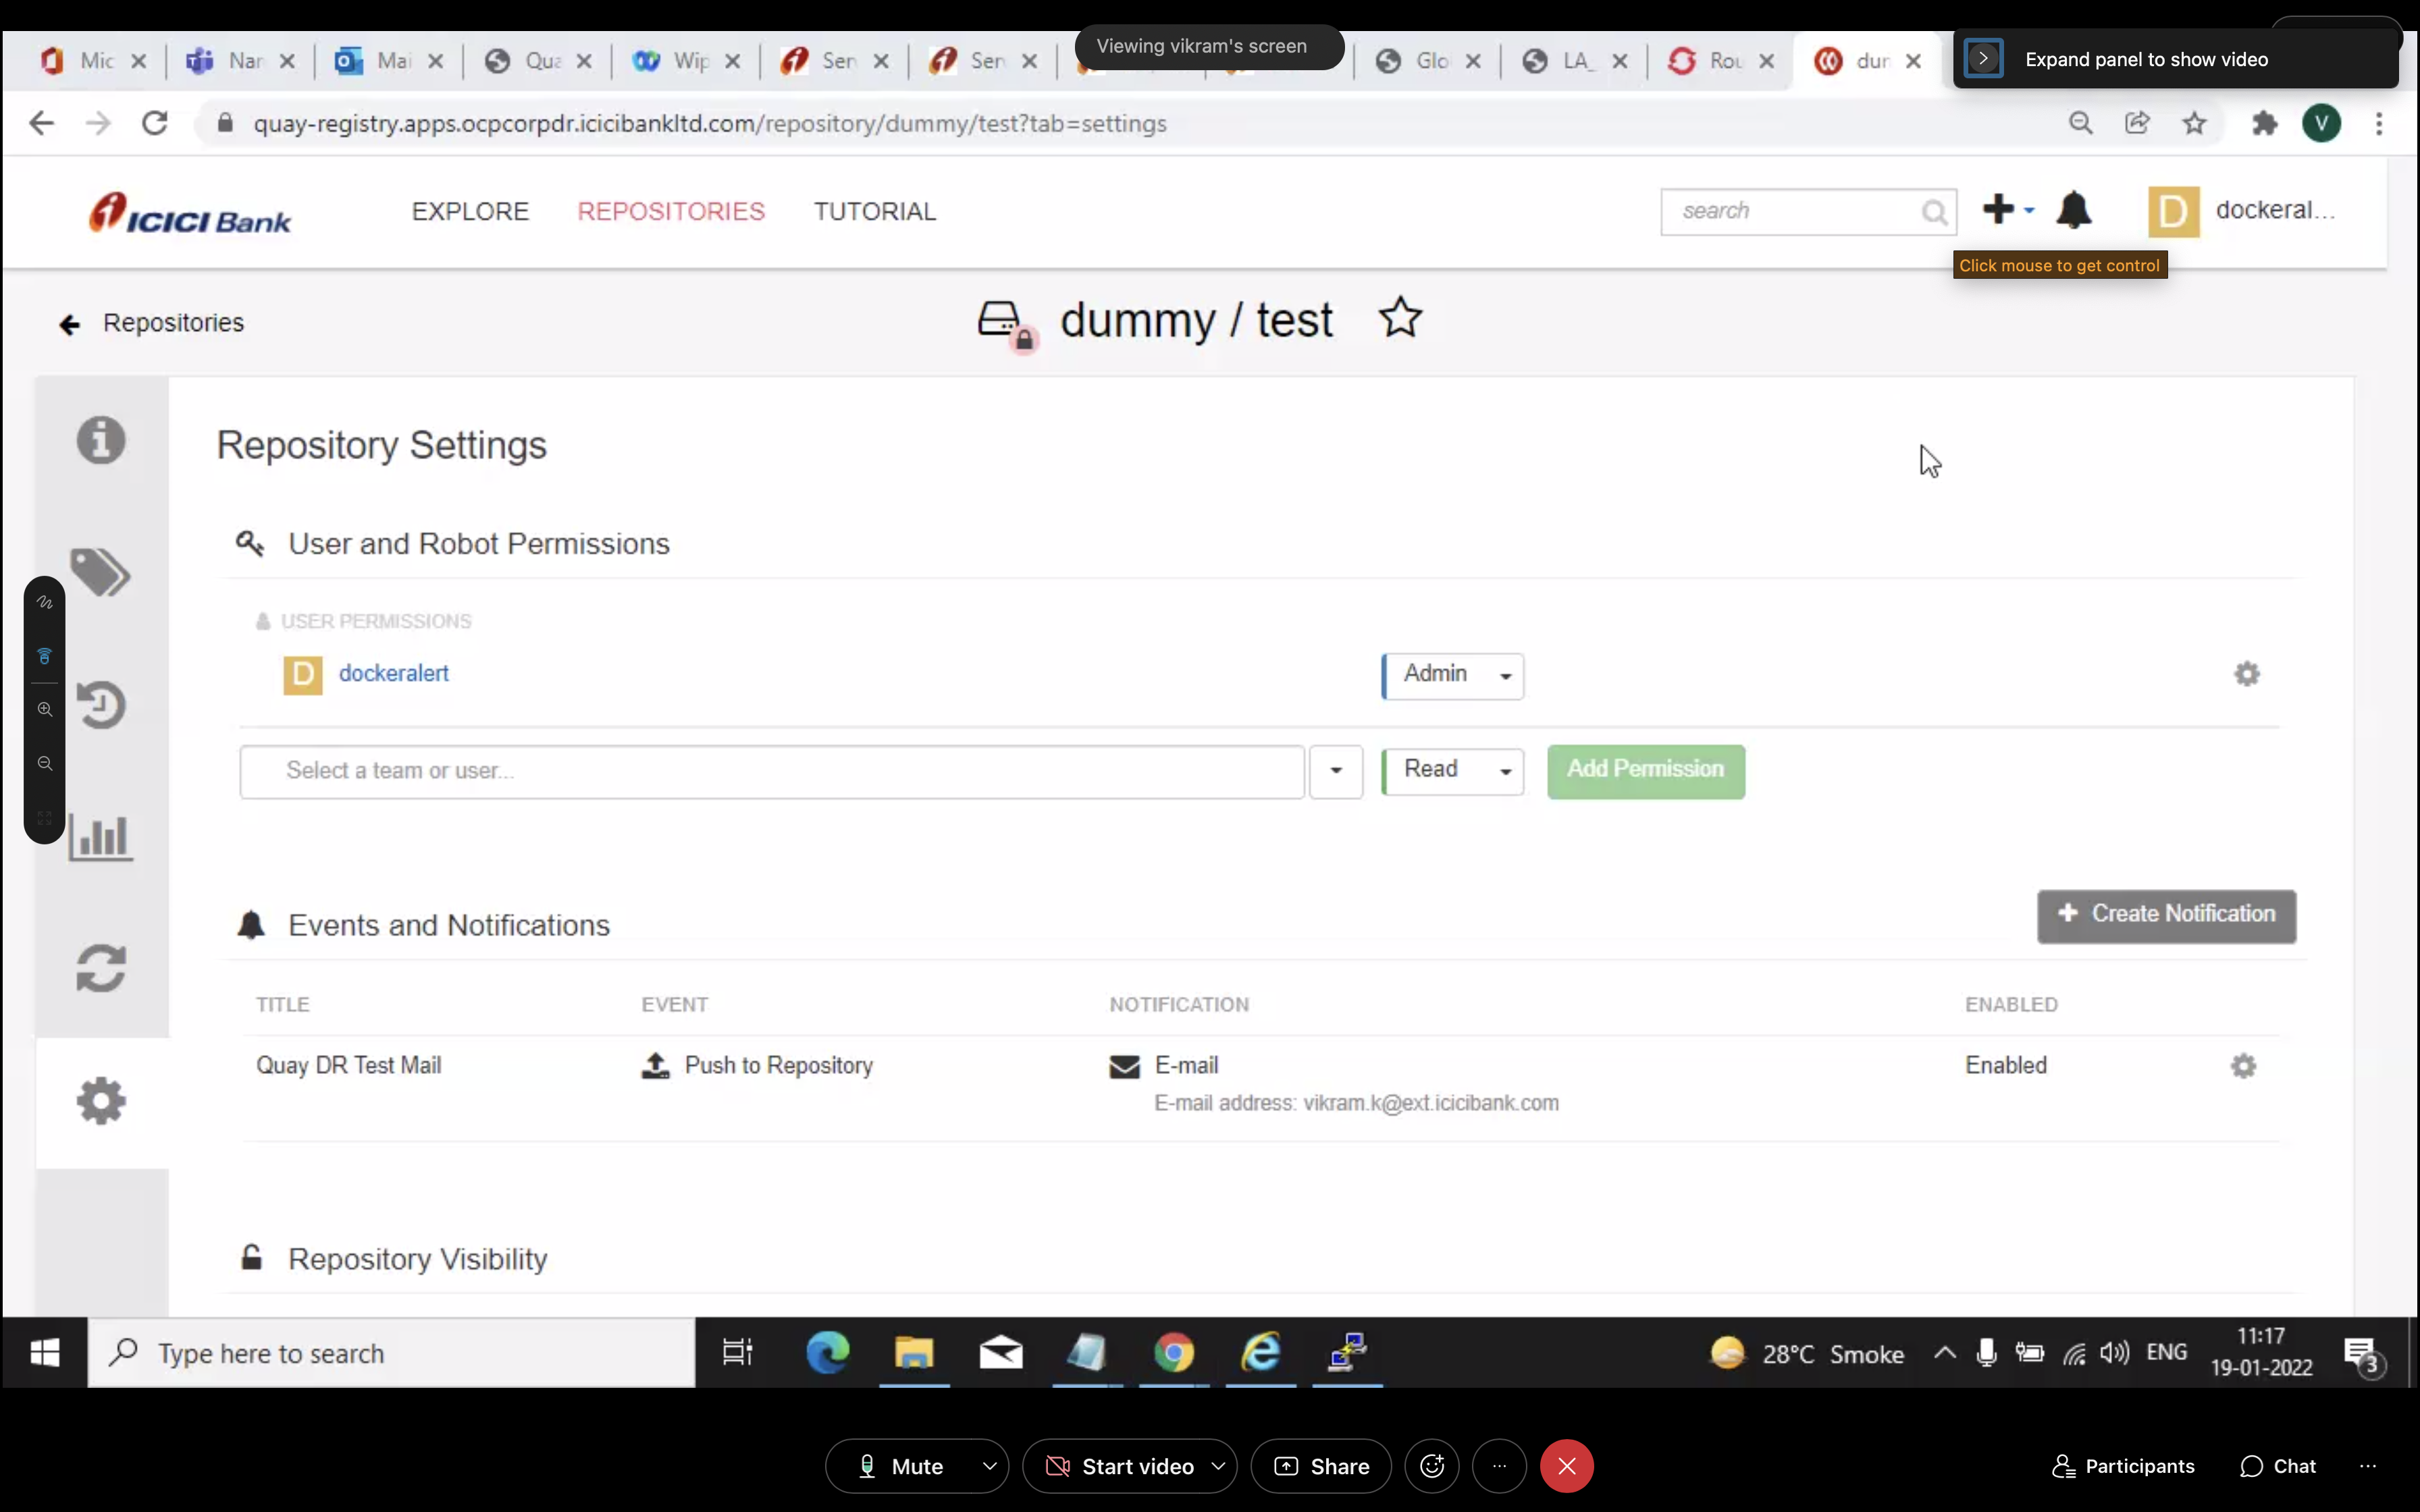 Viewing vikram's screen
Expand panel to show video
Mic
Nar
Mai
Qua
Wip
Ser
Ser
Glo
LA_
Rou
dur
quay-registry.apps.ocpcorpdr.icicibankltd.com/repository/dummy/test?tab=settings
V
ICICI Bank
EXPLORE
REPOSITORIES
TUTORIAL
search
D
dockeral...
Click mouse to get control
Repositories
dummy / test
Repository Settings
User and Robot Permissions
USER PERMISSIONS
D dockeralert
Admin
Select a team or user...
Read
Add Permission
Events and Notifications
Create Notification
TITLE EVENT NOTIFICATION ENABLED
Quay DR Test Mail Push to Repository E-mail Enabled
E-mail address: vikram.k@ext.icicibank.com
Repository Visibility
Type here to search
28°C Smoke
ENG
11:17
19-01-2022
3
Mute
Start video
Share
Participants
Chat